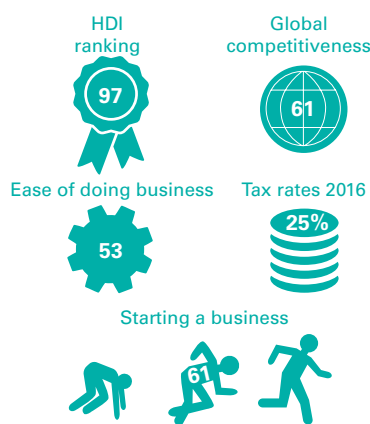 HDI
ranking
97
Global
competitiveness
61
Ease of doing business
53
Tax rates 2016
25%
Starting a business
61